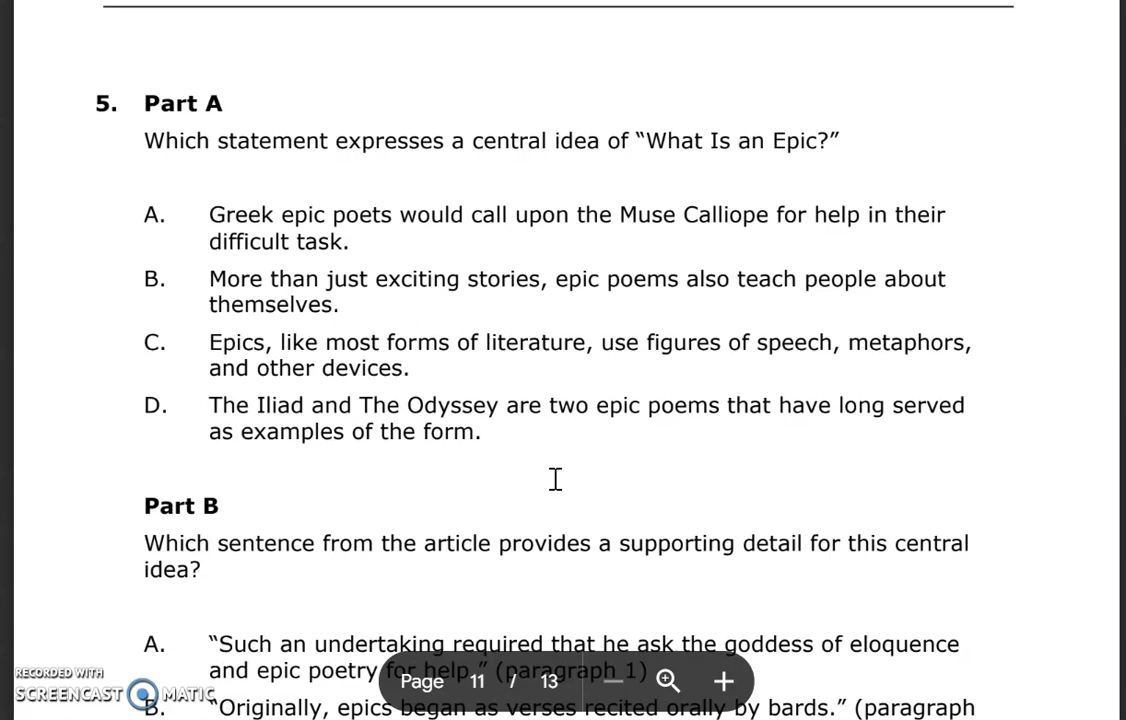 5. Part A
Which statement expresses a central idea of “What Is an Epic?”
A. Greek epic poets would call upon the Muse Calliope for help in their
difficult task.
B. More than just exciting stories, epic poems also teach people about
themselves.
C. Epics, like most forms of literature, use figures of speech, metaphors,
and other devices.
D. The Iliad and The Odyssey are two epic poems that have long served
as examples of the form.
Part B
Which sentence from the article provides a supporting detail for this central
idea?
A. “Such an undertaking required that he ask the goddess of eloquence
and epic poetry for help.” (paragraph 1)
B. “Originally, epics began as verses recited orally by bards.” (paragraph
Page 11 / 13
RECORDED WITH
SCREENCAST MATIC